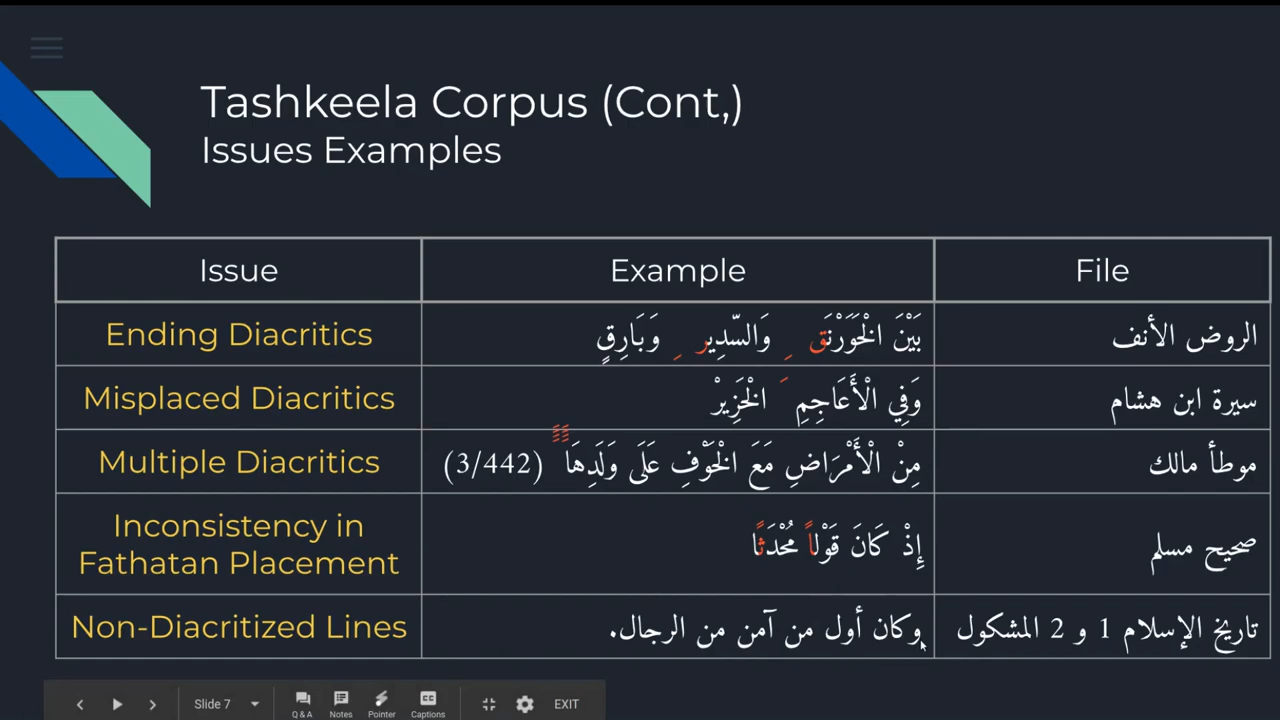 Tashkeela Corpus (Cont,)
Issues Examples
Issue Example File
Ending Diacritics بَيْنَ الْخَوَرْنَق ِ وَالسّدِير ِ وَبَارِقٍ الروض الأنف
Misplaced Diacritics وَفِي الْأَعَاجِمِ َ الْخَزِيرْ سيرة ابن هشام
Multiple Diacritics مِنْ الْأَمْرَاضِ مَعَ الْخَوْفِ عَلَى وَلَدِهَا (3/442) موطأ مالك
Inconsistency in
Fathatan Placement إِذْ كَانَ قَوْلاً مُحْدَثًا صحيح مسلم
Non-Diacritized Lines وكان أول من آمن من الرجال. تاريخ الإسلام 1 و 2 المشكول
Slide 7 Q & A Notes Pointer Captions EXIT